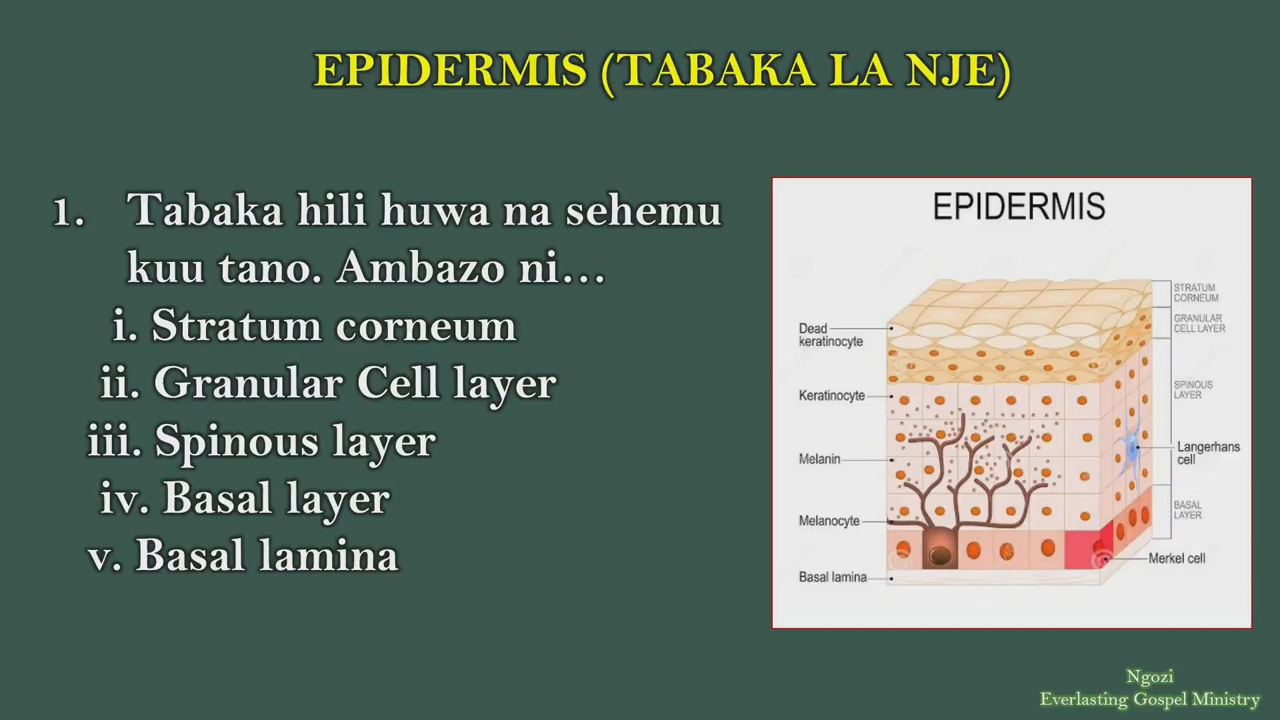 EPIDERMIS (TABAKA LA NJE)
1. Tabaka hili huwa na sehemu
kuu tano. Ambazo ni…
i. Stratum corneum
ii. Granular Cell layer
iii. Spinous layer
iv. Basal layer
v. Basal lamina
EPIDERMIS
Dead
keratinocyte
Keratinocyte
Melanin
Melanocyte
Basal lamina
STRATUM
CORNEUM
GRANULAR
CELL LAYER
SPINOUS
LAYER
Langerhans
cell
BASAL
LAYER
Merkel cell
Ngozi
Everlasting Gospel Ministry